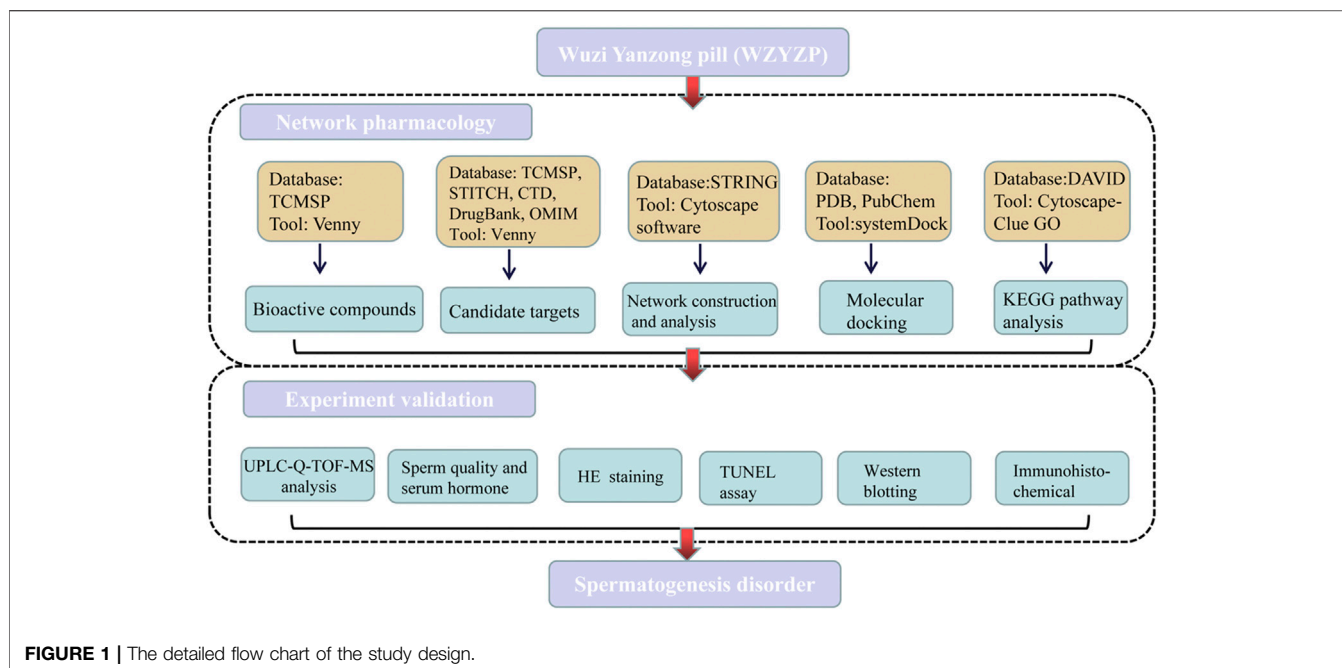 Wuzi Yanzong pill (WZYZP)
Network pharmacology
Database:
TCMSP
Tool: Venny
Database: TCMSP,
STITCH, CTD,
DrugBank, OMIM
Tool: Venny
Database:STRING
Tool: Cytoscape
software
Database:
PDB, PubChem
Tool:systemDock
Database:DAVID
Tool: Cytoscape-
Clue GO
Bioactive compounds
Candidate targets
Network construction
and analysis
Molecular
docking
KEGG pathway
analysis
Experiment validation
UPLC-Q-TOF-MS
analysis
Sperm quality and
serum hormone
HE staining
TUNEL
assay
Western
blotting
Immunohisto-
chemical
Spermatogenesis disorder
FIGURE 1 | The detailed flow chart of the study design.